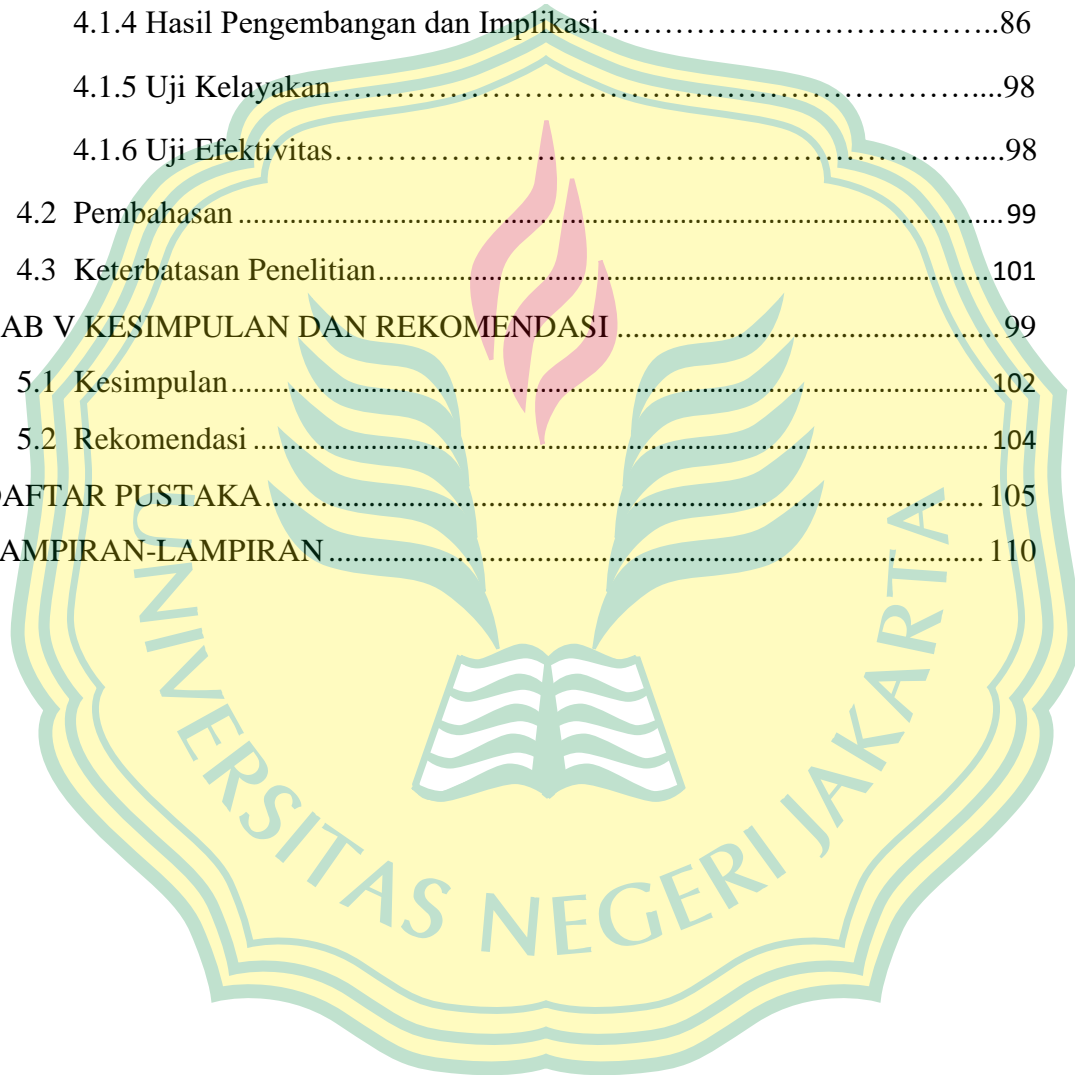 4.1.4 Hasil Pengembangan dan Implikasi……………………………..86
4.1.5 Uji Kelayakan…………………………………………………....98
4.1.6 Uji Efektivitas…………………………………………………....98
4.2 Pembahasan.......................................................99
4.3 Keterbatasan Penelitian.......................................................101
AB V KESIMPULAN DAN REKOMENDASI.......................................................99
5.1 Kesimpulan.......................................................102
5.2 Rekomendasi.......................................................104
DAFTAR PUSTAKA.......................................................105
AMPIRAN-LAMPIRAN.......................................................110
UNIVERSITAS NEGERI JAKARTA